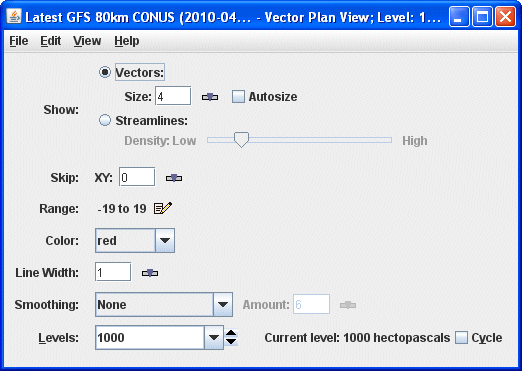 Latest GFS 80km CONUS (2010-04... - Vector Plan View; Level: 1...
File Edit View Help
Show:
Vectors:
Size: 4 Autosize
Streamlines:
Density: Low High
Skip: XY: 0
Range: -19 to 19
Color: red
Line Width: 1
Smoothing: None Amount: 6
Levels: 1000 Current level: 1000 hectopascals Cycle